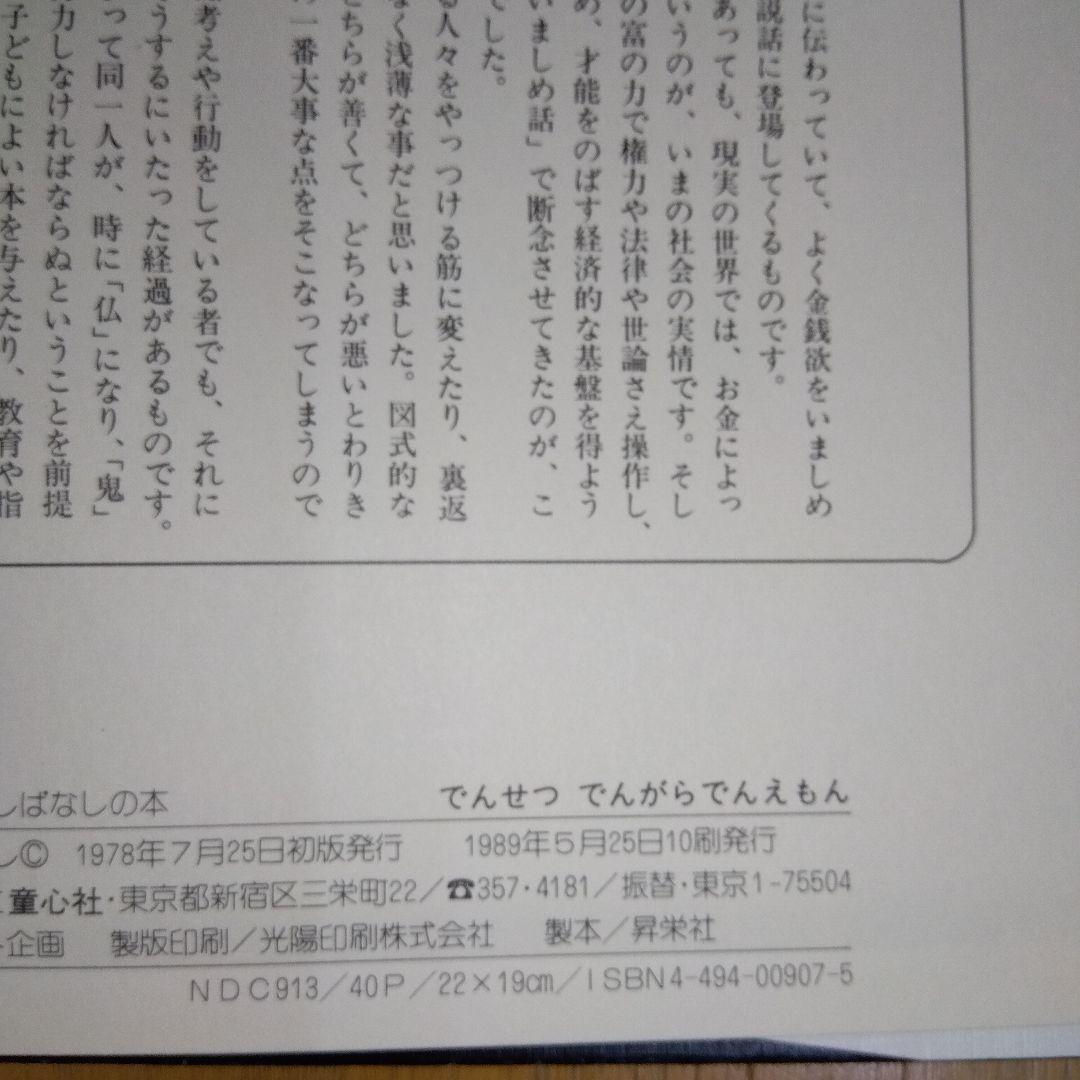 に伝わっていて、よく金銭欲をいましめ
説話に登場してくるものです。
あっても、現実の世界では、お金によっ
いうのが、いまの社会の実情です。そし
の富の力で権力や法律や世論さえ操作し、
め、才能をのばす経済的な基盤を得よう
いましめ話」で断念させてきたのが、こ
でした。
る人々をやっつける筋に変えたり、裏返
なく浅薄な事だと思いました。図式的な
どちらが善くて、どちらが悪いとわりき
一番大事な点をそこなってしまうので
考えや行動をしている者でも、それに
うするにいたった経過があるものです。
って同一人が、時に「仏」になり、「鬼」
力しなければならぬということを前提
子どもによい本を与えたり、教育や指
しばなしの本 でんせつ でんがらでんえもん
し© 1978年7月25日初版発行 1989年5月25日10刷発行
童心社・東京都新宿区三栄町22/☎357・4181/振替・東京1-75504
企画 製版印刷/光陽印刷株式会社 製本/昇栄社
NDC913/40P/22×19㎝/ISBN4-494-00907-5